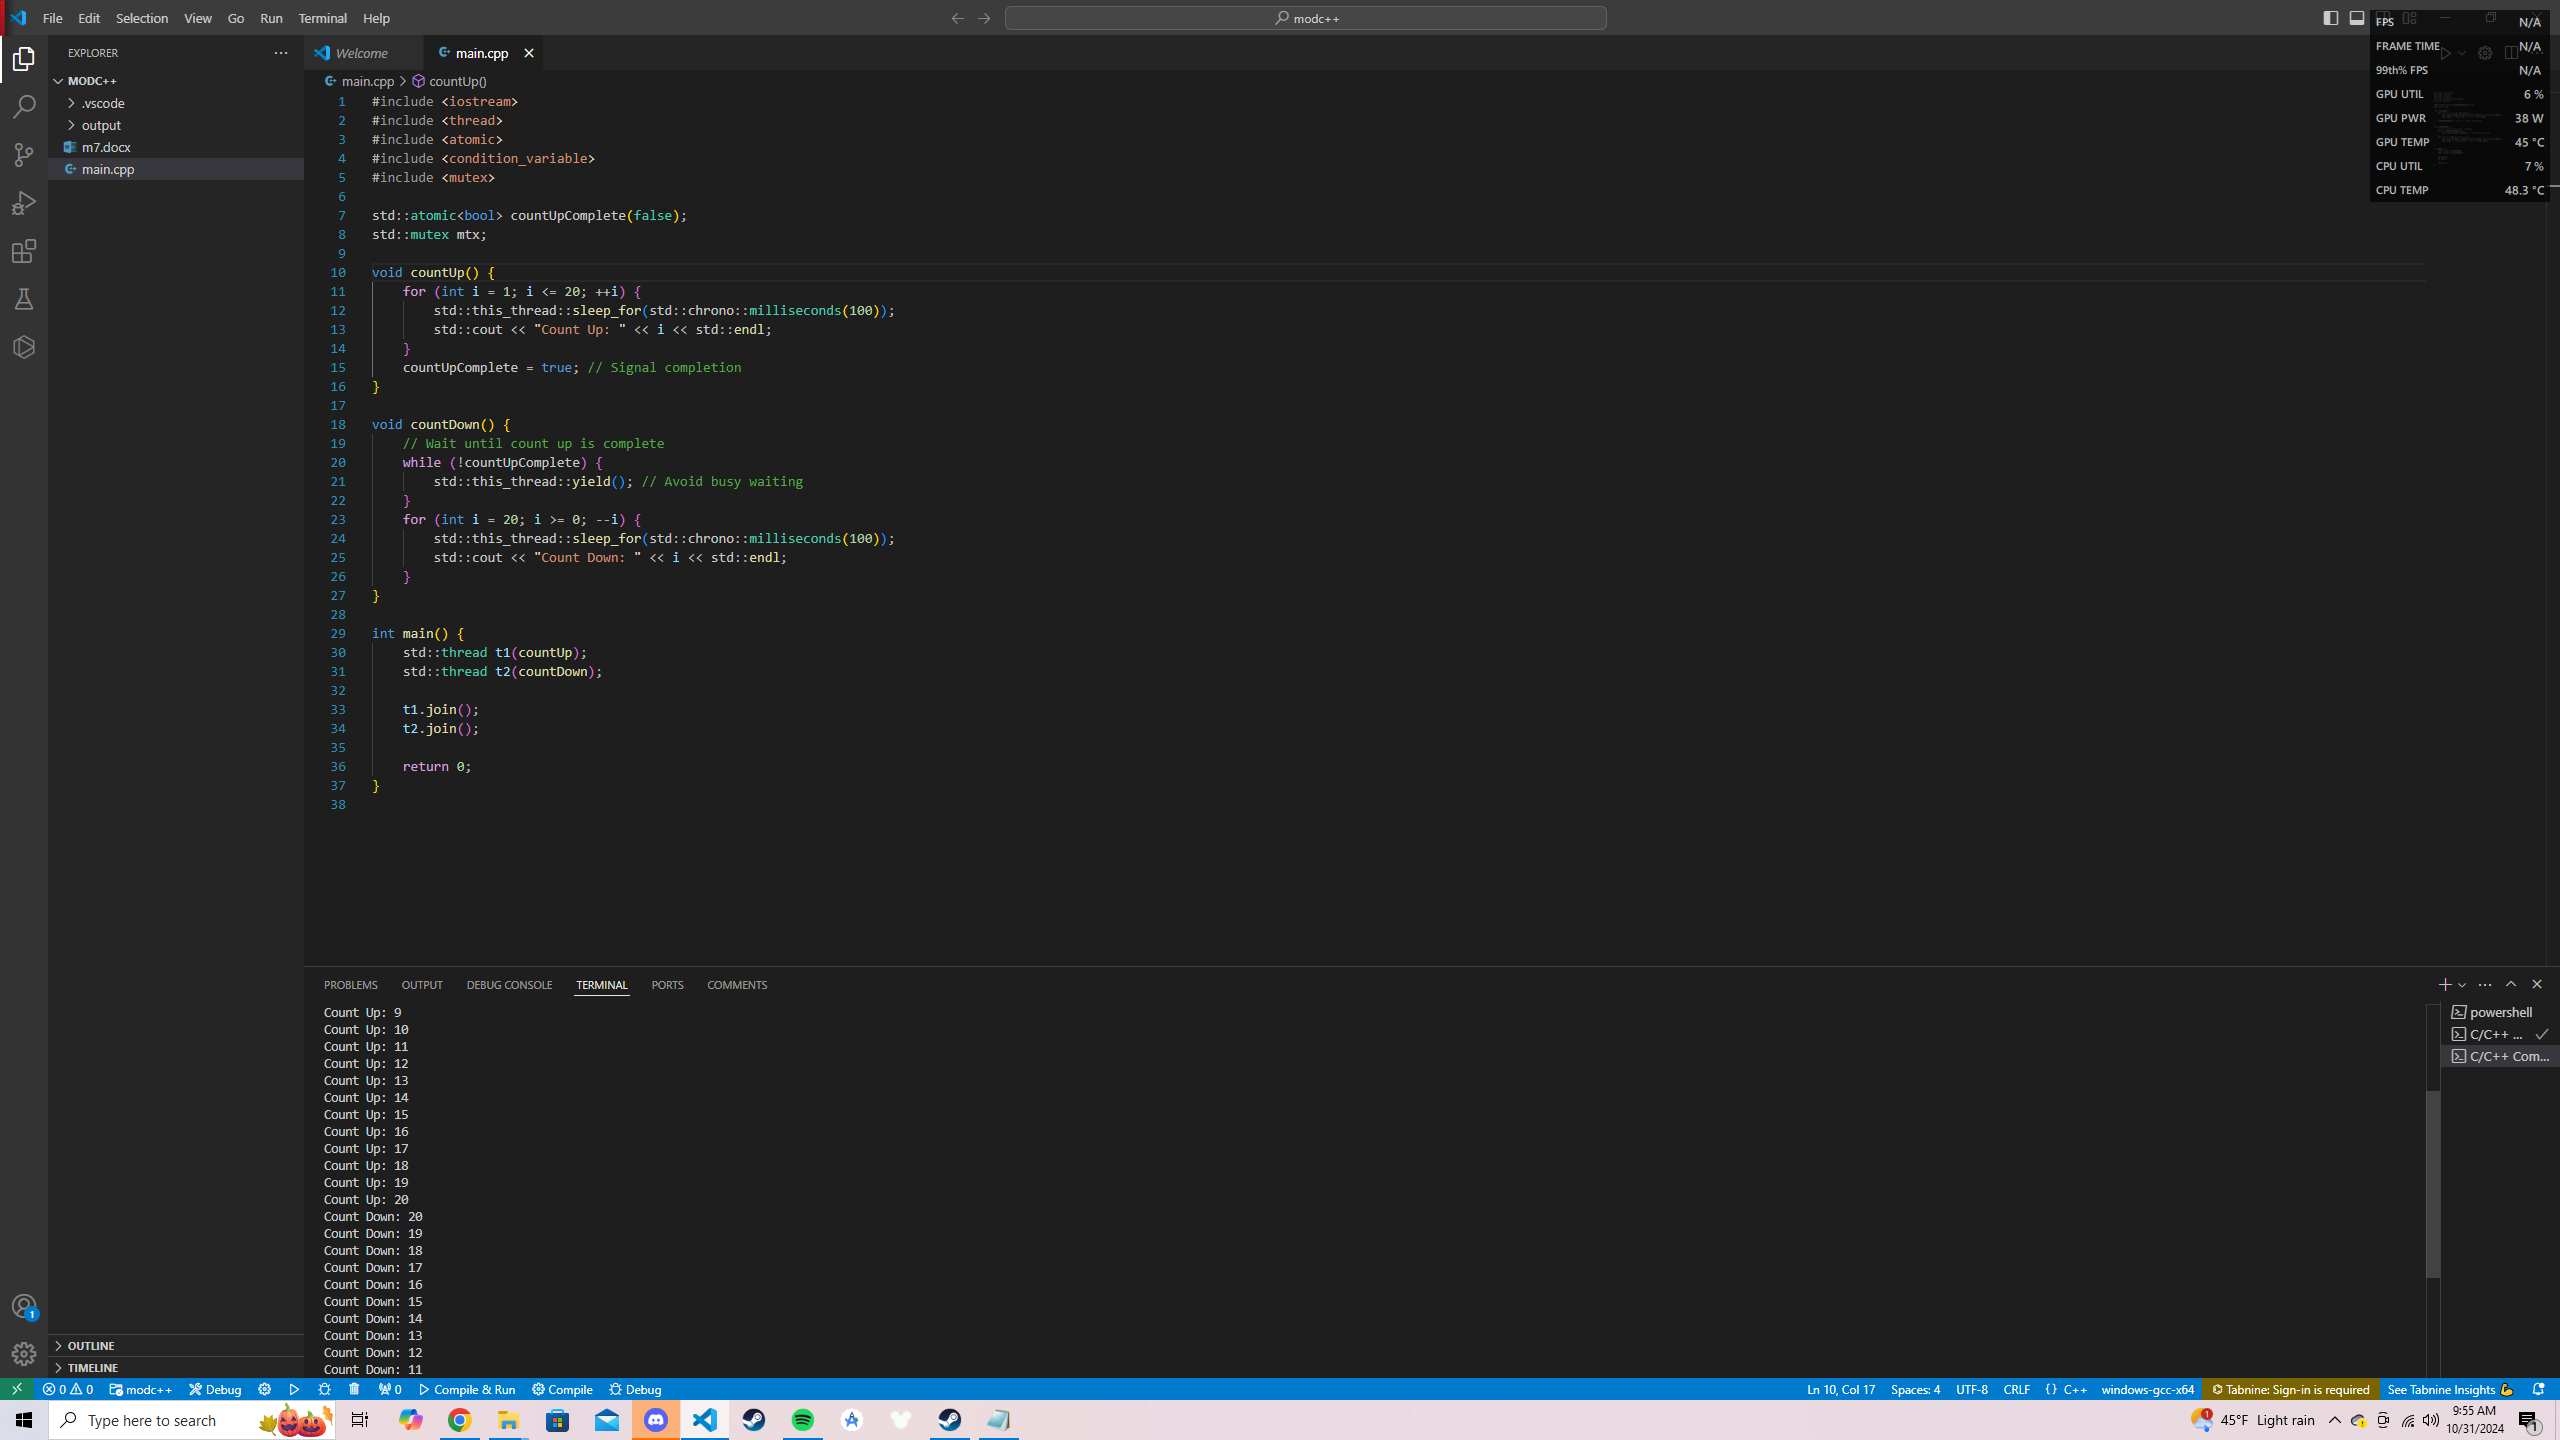 File Edit Selection View Go Run Terminal Help
modc++
FPS N/A
FRAME TIME N/A
99th% FPS N/A
GPU UTIL 6 %
GPU PWR 38 W
GPU TEMP 45 °C
CPU UTIL 7 %
CPU TEMP 48.3 °C
EXPLORER
MODC++
.vscode
output
m7.docx
main.cpp
OUTLINE
TIMELINE
Welcome main.cpp
main.cpp > countUp()
1 #include <iostream>
2 #include <thread>
3 #include <atomic>
4 #include <condition_variable>
5 #include <mutex>
6
7 std::atomic<bool> countUpComplete(false);
8 std::mutex mtx;
9
10 void countUp() {
11     for (int i = 1; i <= 20; ++i) {
12         std::this_thread::sleep_for(std::chrono::milliseconds(100));
13         std::cout << "Count Up: " << i << std::endl;
14     }
15     countUpComplete = true; // Signal completion
16 }
17
18 void countDown() {
19     // Wait until count up is complete
20     while (!countUpComplete) {
21         std::this_thread::yield(); // Avoid busy waiting
22     }
23     for (int i = 20; i >= 0; --i) {
24         std::this_thread::sleep_for(std::chrono::milliseconds(100));
25         std::cout << "Count Down: " << i << std::endl;
26     }
27 }
28
29 int main() {
30     std::thread t1(countUp);
31     std::thread t2(countDown);
32
33     t1.join();
34     t2.join();
35
36     return 0;
37 }
38
PROBLEMS OUTPUT DEBUG CONSOLE TERMINAL PORTS COMMENTS
Count Up: 9
Count Up: 10
Count Up: 11
Count Up: 12
Count Up: 13
Count Up: 14
Count Up: 15
Count Up: 16
Count Up: 17
Count Up: 18
Count Up: 19
Count Up: 20
Count Down: 20
Count Down: 19
Count Down: 18
Count Down: 17
Count Down: 16
Count Down: 15
Count Down: 14
Count Down: 13
Count Down: 12
Count Down: 11
powershell
C/C++ ...
C/C++ Com...
1
0 0 modc++ Debug 0 Compile & Run Compile Debug Ln 10, Col 17 Spaces: 4 UTF-8 CRLF {} C++ windows-gcc-x64 Tabnine: Sign-in is required See Tabnine Insights
Type here to search 1 45°F Light rain 9:55 AM
10/31/2024 1